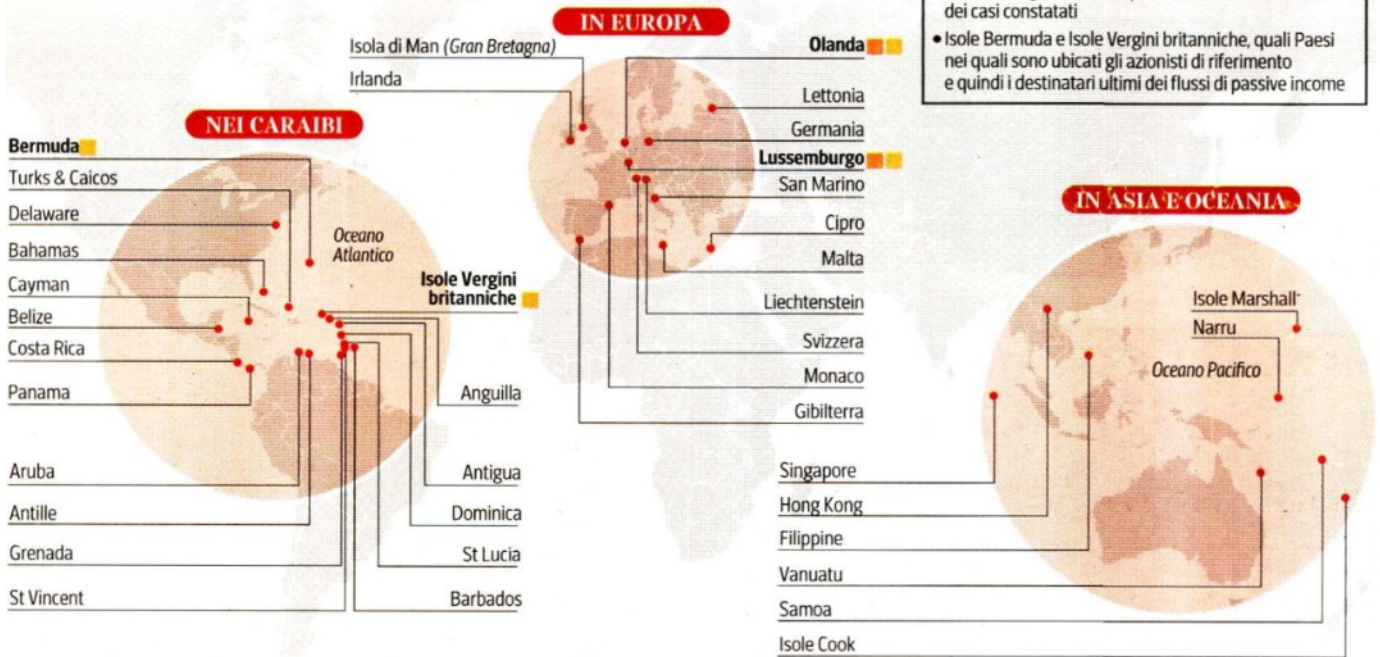 dei casi constatati
• Isole Bermuda e Isole Vergini britanniche, quali Paesi
nei quali sono ubicati gli azionisti di riferimento
e quindi i destinatari ultimi dei flussi di passive income
IN EUROPA
Isola di Man (Gran Bretagna)
Irlanda
Olanda
Lettonia
Germania
Lussemburgo
San Marino
Cipro
Malta
Liechtenstein
Svizzera
Monaco
Gibilterra
NEI CARAIBI
Bermuda
Turks & Caicos
Delaware
Bahamas
Cayman
Belize
Costa Rica
Panama
Aruba
Antille
Grenada
St Vincent
Oceano
Atlantico
Isole Vergini
britanniche
Anguilla
Antigua
Dominica
St Lucia
Barbados
IN ASIA E OCEANIA
Isole Marshall
Narru
Oceano Pacifico
Singapore
Hong Kong
Filippine
Vanuatu
Samoa
Isole Cook